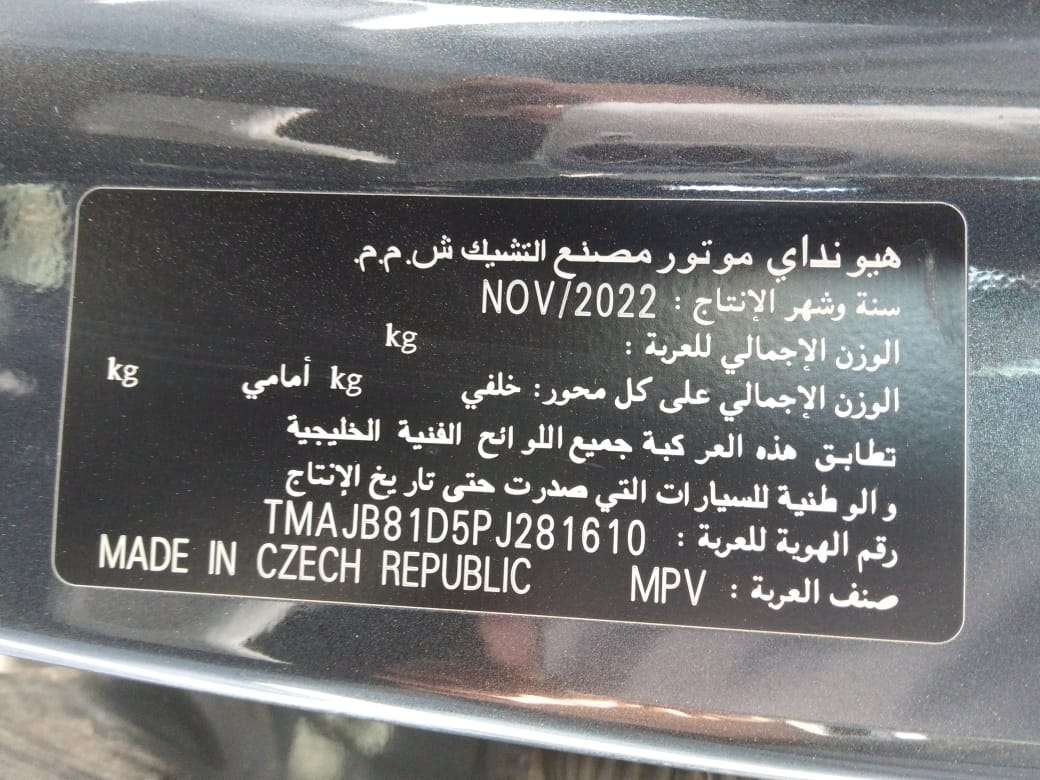 هيونداي موتور مصنع التشيك ش.م.م.
سنة وشهر الإنتاج : NOV/2022
الوزن الإجمالي للعربة : kg
الوزن الإجمالي على كل محور: خلفي kg أمامي kg
تطابق هذه العركبة جميع اللوائح الفنية الخليجية
والوطنية للسيارات التي صدرت حتى تاريخ الإنتاج
رقم الهوية للعربة : TMAJB81D5PJ281610
صنف العربة : MPV MADE IN CZECH REPUBLIC